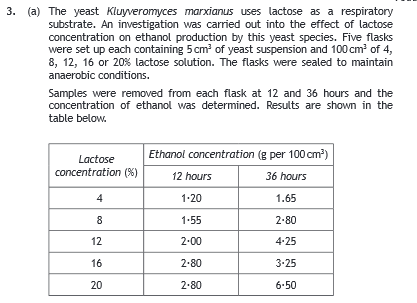 3. (a) The yeast Kluyveromyces marxianus uses lactose as a respiratory
substrate. An investigation was carried out into the effect of lactose
concentration on ethanol production by this yeast species. Five flasks
were set up each containing 5 cm³ of yeast suspension and 100 cm³ of 4,
8, 12, 16 or 20% lactose solution. The flasks were sealed to maintain
anaerobic conditions.
Samples were removed from each flask at 12 and 36 hours and the
concentration of ethanol was determined. Results are shown in the
table below.
Lactose concentration (%) Ethanol concentration (g per 100 cm³)
12 hours 36 hours
4 1·20 1.65
8 1·55 2·80
12 2·00 4·25
16 2·80 3·25
20 2·80 6·50